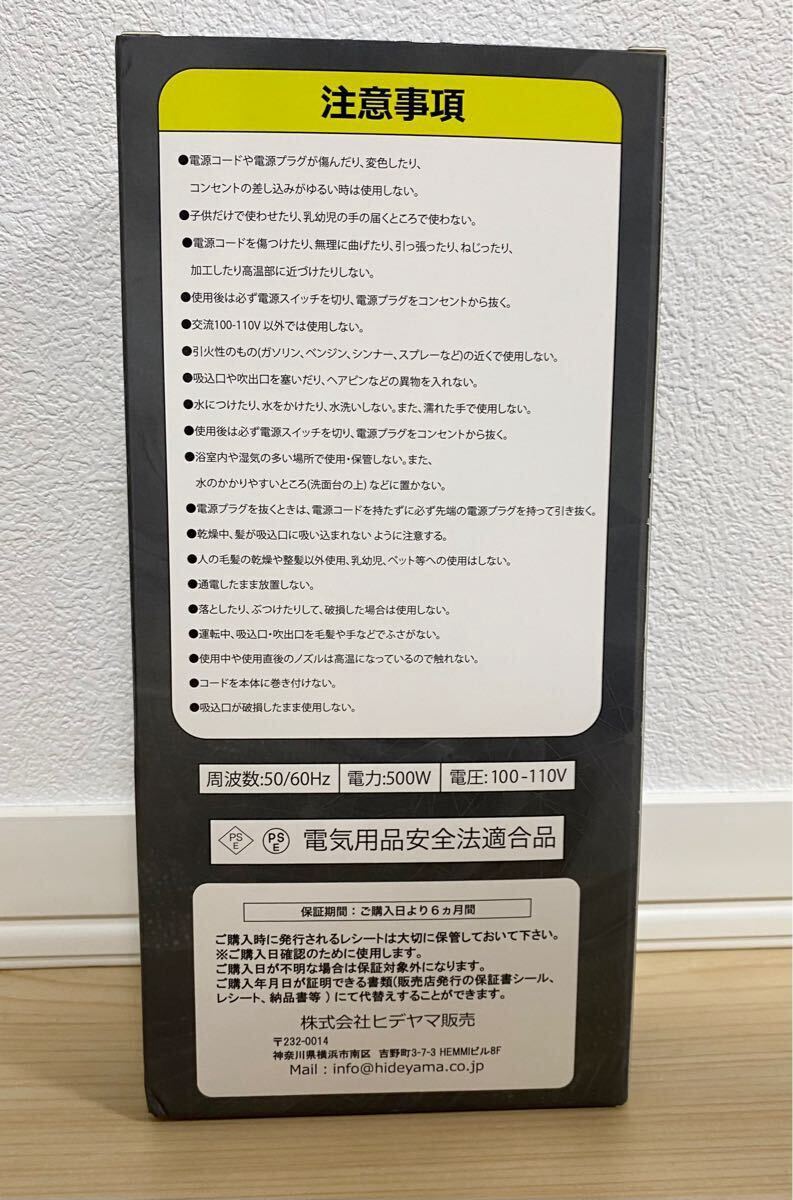 注意事項
●電源コードや電源プラグが傷んだり、変色したり、
コンセントの差し込みがゆるい時は使用しない。
●子供だけで使わせたり、乳幼児の手の届くところで使わない。
●電源コードを傷つけたり、無理に曲げたり、引っ張ったり、ねじったり、
加工したり高温部に近づけたりしない。
●使用後は必ず電源スイッチを切り、電源プラグをコンセントから抜く。
●交流100-110V以外では使用しない。
●引火性のもの(ガソリン、ベンジン、シンナー、スプレーなど)の近くで使用しない。
●吸込口や吹出口を塞いだり、ヘアピンなどの異物を入れない。
●水につけたり、水をかけたり、水洗いしない。また、濡れた手で使用しない。
●使用後は必ず電源スイッチを切り、電源プラグをコンセントから抜く。
●浴室内や湿気の多い場所で使用・保管しない。また、
水のかかりやすいところ(洗面台の上)などに置かない。
●電源プラグを抜くときは、電源コードを持たずに必ず先端の電源プラグを持って引き抜く。
●乾燥中、髪が吸込口に吸い込まれない ように注意する。
●人の毛髪の乾燥や整髪以外使用、乳幼児、ペット等への使用はしない。
●通電したまま放置しない。
●落としたり、ぶつけたりして、破損した場合は使用しない。
●運転中、吸込口・吹出口を毛髪や手などでふさがない。
●使用中や使用直後のノズルは高温になっているので触れない。
●コードを本体に巻き付けない。
●吸込口が破損したまま使用しない。
周波数:50/60Hz 電力:500W 電圧:100-110V
PS E PS E 電気用品安全法適合品
保証期間：ご購入日より6ヵ月間
ご購入時に発行されるレシートは大切に保管しておいて下さい。
※ご購入日確認のために使用します。
ご購入日が不明な場合は保証対象外になります。
ご購入年月日が証明できる書類(販売店発行の保証書シール、
レシート、納品書等)にて代替えすることができます。
株式会社ヒデヤマ販売
〒232-0014
神奈川県横浜市南区 吉野町3-7-3 HEMMIビル8F
Mail：info@hideyama.co.jp